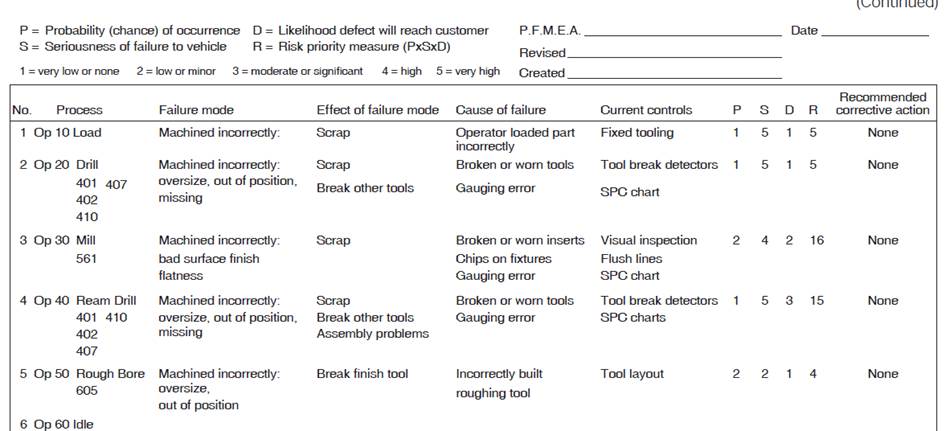 (Continued)
P = Probability (chance) of occurrence D = Likelihood defect will reach customer P.F.M.E.A. Date
S = Seriousness of failure to vehicle R = Risk priority measure (PxSxD)
Revised
1 = very low or none 2 = low or minor 3 = moderate or significant 4 = high 5 = very high Created
Recommended
No. Process Failure mode Effect of failure mode Cause of failure Current controls P S D R corrective action
1 Op 10 Load Machined incorrectly: Scrap Operator loaded part Fixed tooling 1 5 1 5 None
incorrectly
2 Op 20 Drill Machined incorrectly: Scrap Broken or worn tools Tool break detectors 1 5 1 5 None
401 407 oversize, out of position, Break other tools Gauging error SPC chart
402 missing
410
3 Op 30 Mill Machined incorrectly: Scrap Broken or worn inserts Visual inspection 2 4 2 16 None
561 bad surface finish Chips on fixtures Flush lines
flatness Gauging error SPC chart
4 Op 40 Ream Drill Machined incorrectly: Scrap Broken or worn tools Tool break detectors 1 5 3 15 None
401 410 oversize, out of position, Break other tools Gauging error SPC charts
402 missing Assembly problems
407
5 Op 50 Rough Bore Machined incorrectly: Break finish tool Incorrectly built Tool layout 2 2 1 4 None
605 oversize, roughing tool
out of position
6 Op 60 Idle